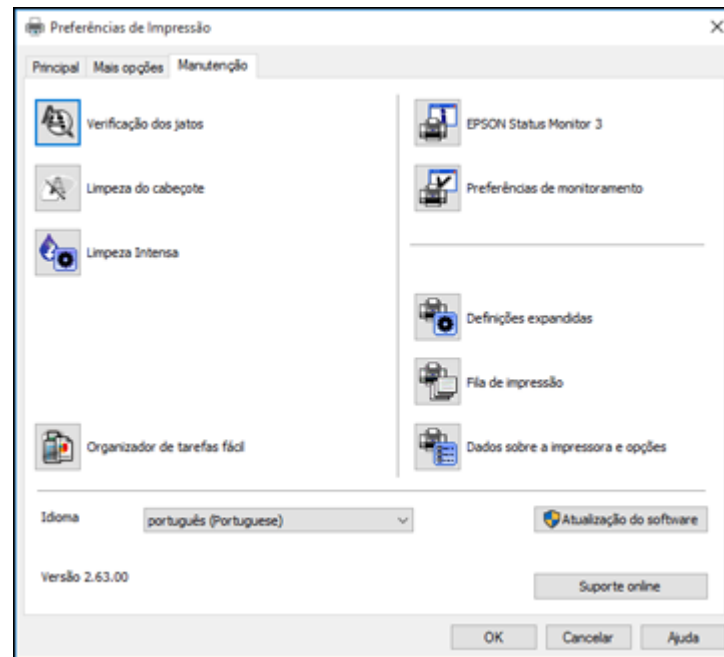 Preferências de Impressão
Principal Mais opções Manutenção
Verificação dos jatos
Limpeza do cabeçote
Limpeza Intensa
Organizador de tarefas fácil
EPSON Status Monitor 3
Preferências de monitoramento
Definições expandidas
Fila de impressão
Dados sobre a impressora e opções
Idioma português (Portuguese) Atualização do software
Versão 2.63.00
Suporte online
OK Cancelar Ajuda